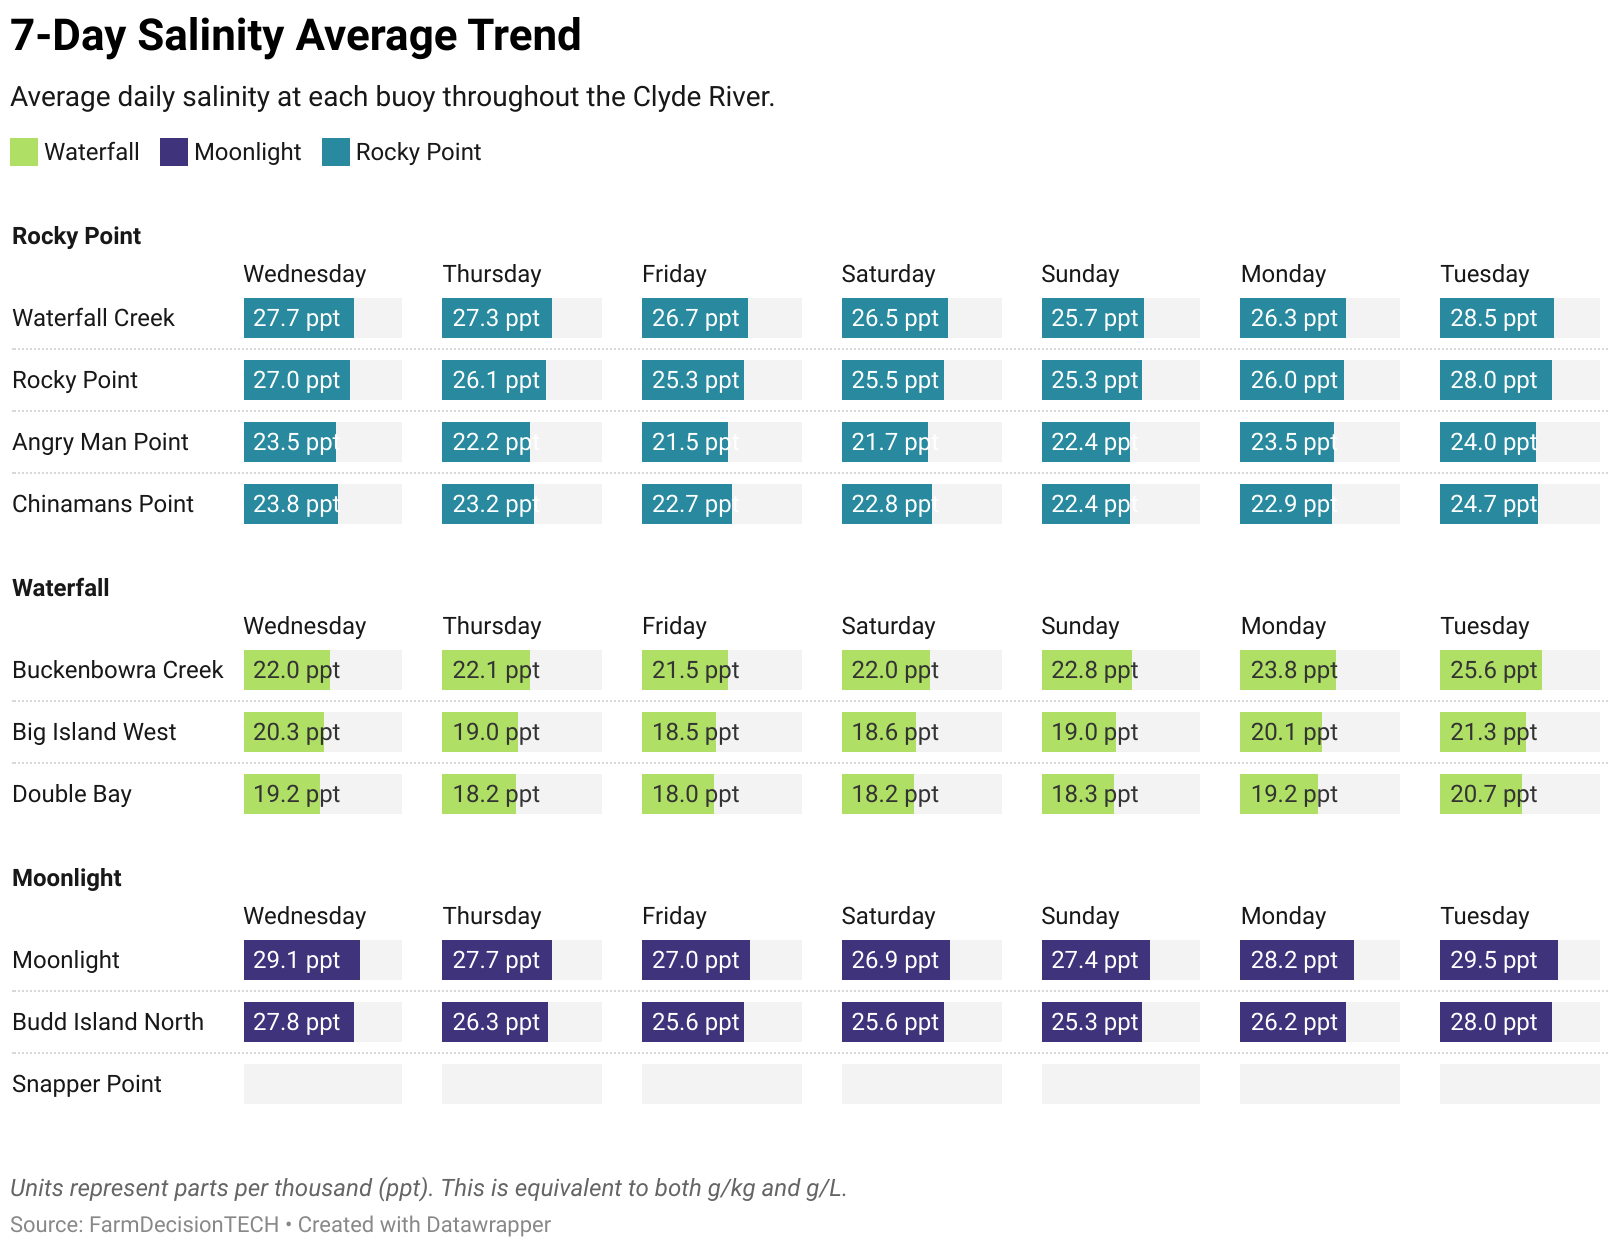 7-Day Salinity Average Trend
Average daily salinity at each buoy throughout the Clyde River.
Waterfall Moonlight Rocky Point
Rocky Point
Wednesday Thursday Friday Saturday Sunday Monday Tuesday
Waterfall Creek 27.7 ppt 27.3 ppt 26.7 ppt 26.5 ppt 25.7 ppt 26.3 ppt 28.5 ppt
Rocky Point 27.0 ppt 26.1 ppt 25.3 ppt 25.5 ppt 25.3 ppt 26.0 ppt 28.0 ppt
Angry Man Point 23.5 ppt 22.2 ppt 21.5 ppt 21.7 ppt 22.4 ppt 23.5 ppt 24.0 ppt
Chinamans Point 23.8 ppt 23.2 ppt 22.7 ppt 22.8 ppt 22.4 ppt 22.9 ppt 24.7 ppt
Waterfall
Wednesday Thursday Friday Saturday Sunday Monday Tuesday
Buckenbowra Creek 22.0 ppt 22.1 ppt 21.5 ppt 22.0 ppt 22.8 ppt 23.8 ppt 25.6 ppt
Big Island West 20.3 ppt 19.0 ppt 18.5 ppt 18.6 ppt 19.0 ppt 20.1 ppt 21.3 ppt
Double Bay 19.2 ppt 18.2 ppt 18.0 ppt 18.2 ppt 18.3 ppt 19.2 ppt 20.7 ppt
Moonlight
Wednesday Thursday Friday Saturday Sunday Monday Tuesday
Moonlight 29.1 ppt 27.7 ppt 27.0 ppt 26.9 ppt 27.4 ppt 28.2 ppt 29.5 ppt
Budd Island North 27.8 ppt 26.3 ppt 25.6 ppt 25.6 ppt 25.3 ppt 26.2 ppt 28.0 ppt
Snapper Point
Units represent parts per thousand (ppt). This is equivalent to both g/kg and g/L.
Source: FarmDecisionTECH • Created with Datawrapper